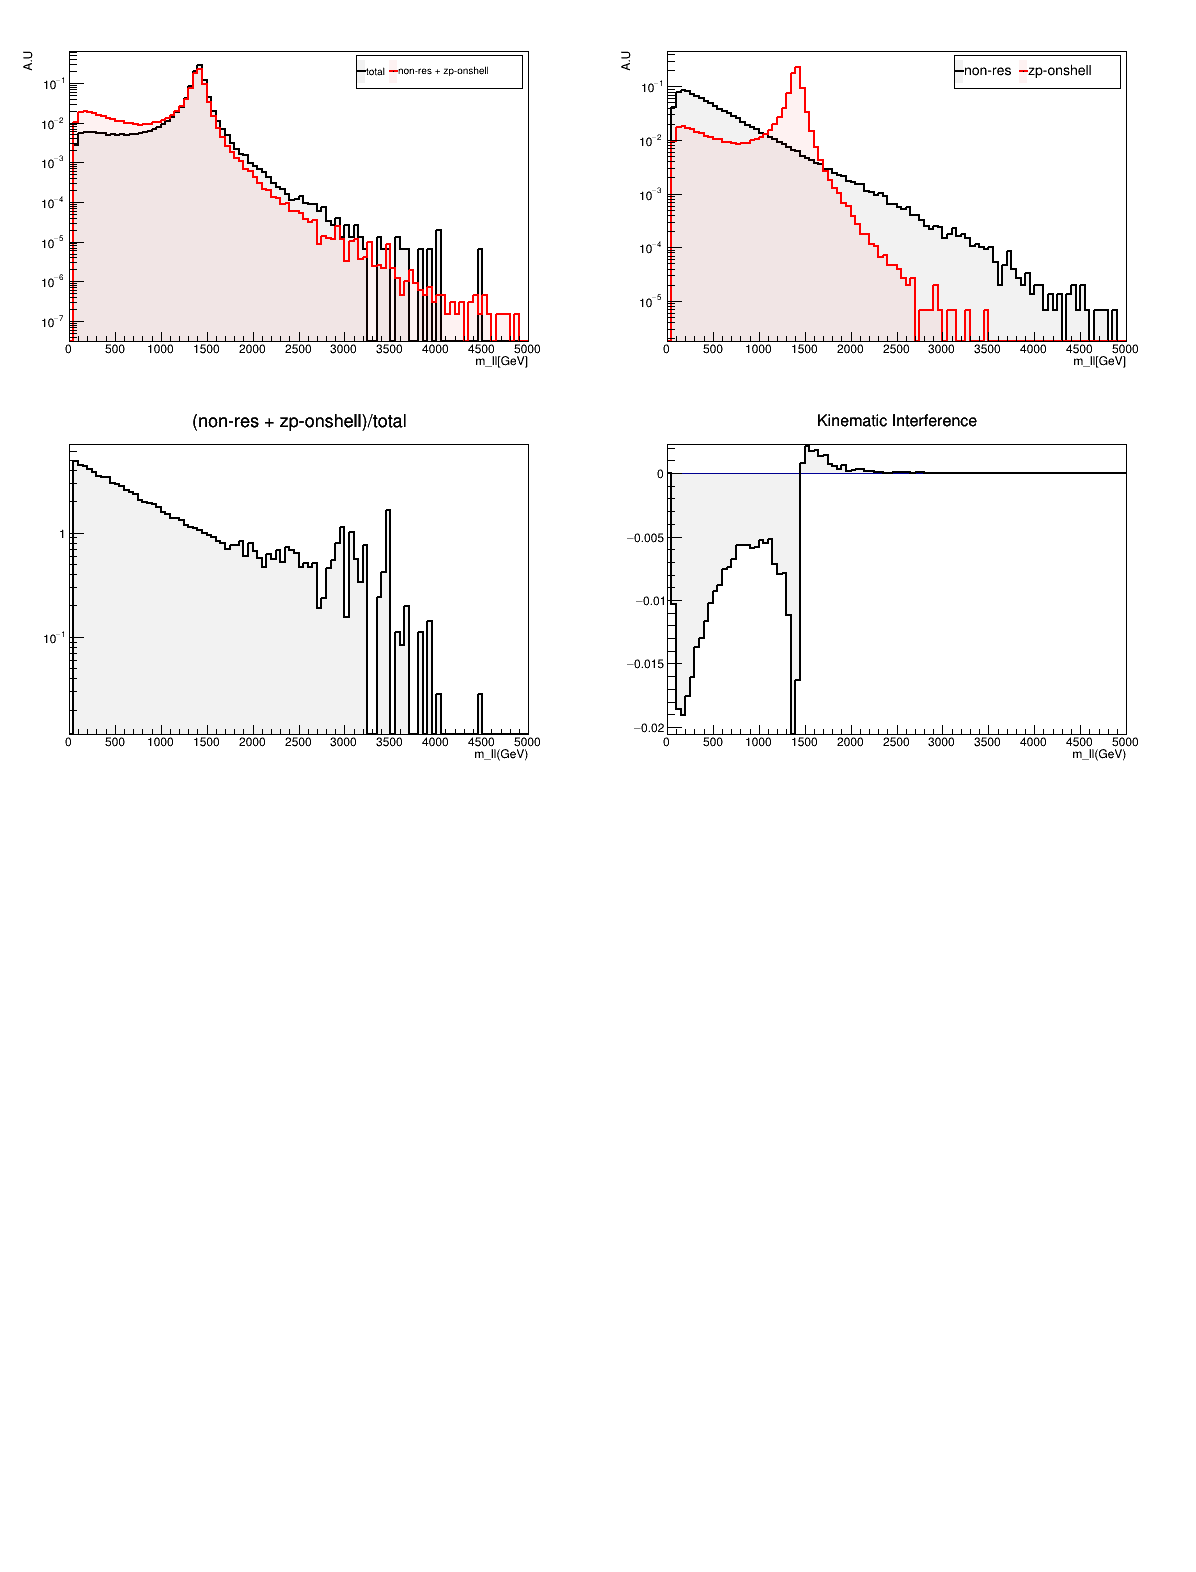 A.U
total non-res + zp-onshell
10⁻¹
10⁻²
10⁻³
10⁻⁴
10⁻⁵
10⁻⁶
10⁻⁷
0 500 1000 1500 2000 2500 3000 3500 4000 4500 5000
m_ll[GeV]
A.U
non-res zp-onshell
10⁻¹
10⁻²
10⁻³
10⁻⁴
10⁻⁵
0 500 1000 1500 2000 2500 3000 3500 4000 4500 5000
m_ll[GeV]
(non-res + zp-onshell)/total
1
10⁻¹
0 500 1000 1500 2000 2500 3000 3500 4000 4500 5000
m_ll(GeV)
Kinematic Interference
0
−0.005
−0.01
−0.015
−0.02
0 500 1000 1500 2000 2500 3000 3500 4000 4500 5000
m_ll(GeV)